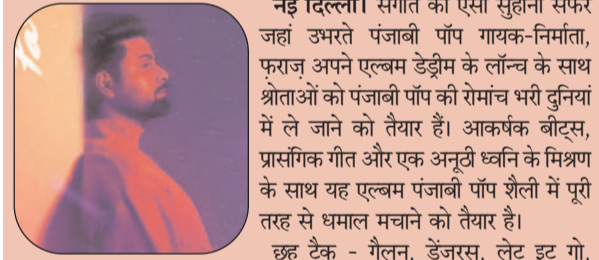 नई दिल्ली। संगीत का ऐसा सुहाना सफर
जहां उभरते पंजाबी पॉप गायक-निर्माता,
फ़राज़ अपने एल्बम डेड्रीम के लॉन्च के साथ
श्रोताओं को पंजाबी पॉप की रोमांच भरी दुनियां
में ले जाने को तैयार हैं। आकर्षक बीट्स,
प्रासंगिक गीत और एक अनूठी ध्वनि के मिश्रण
के साथ यह एल्बम पंजाबी पॉप शैली में पूरी
तरह से धमाल मचाने को तैयार है।
छह टैक - गैलन, डेंजरस, लेट इट गो,